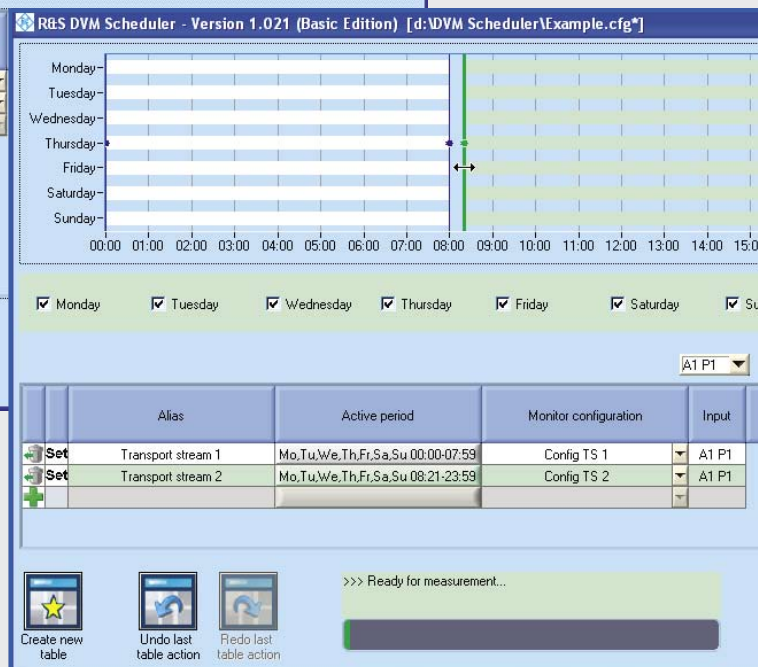 R&S DVM Scheduler - Version 1.021 (Basic Edition) [d:\DVM Scheduler\Example.cfg*]
Monday
Tuesday
Wednesday
Thursday
Friday
Saturday
Sunday
00:00 01:00 02:00 03:00 04:00 05:00 06:00 07:00 08:00 09:00 10:00 11:00 12:00 13:00 14:00 15:0
Monday Tuesday Wednesday Thursday Friday Saturday Su
A1 P1
Alias Active period Monitor configuration Input
Set Transport stream 1 Mo,Tu,We,Th,Fr,Sa,Su 00:00-07:59 Config TS 1 A1 P1
Set Transport stream 2 Mo,Tu,We,Th,Fr,Sa,Su 08:21-23:59 Config TS 2 A1 P1
>>> Ready for measurement...
Create new table
Undo last table action
Redo last table action